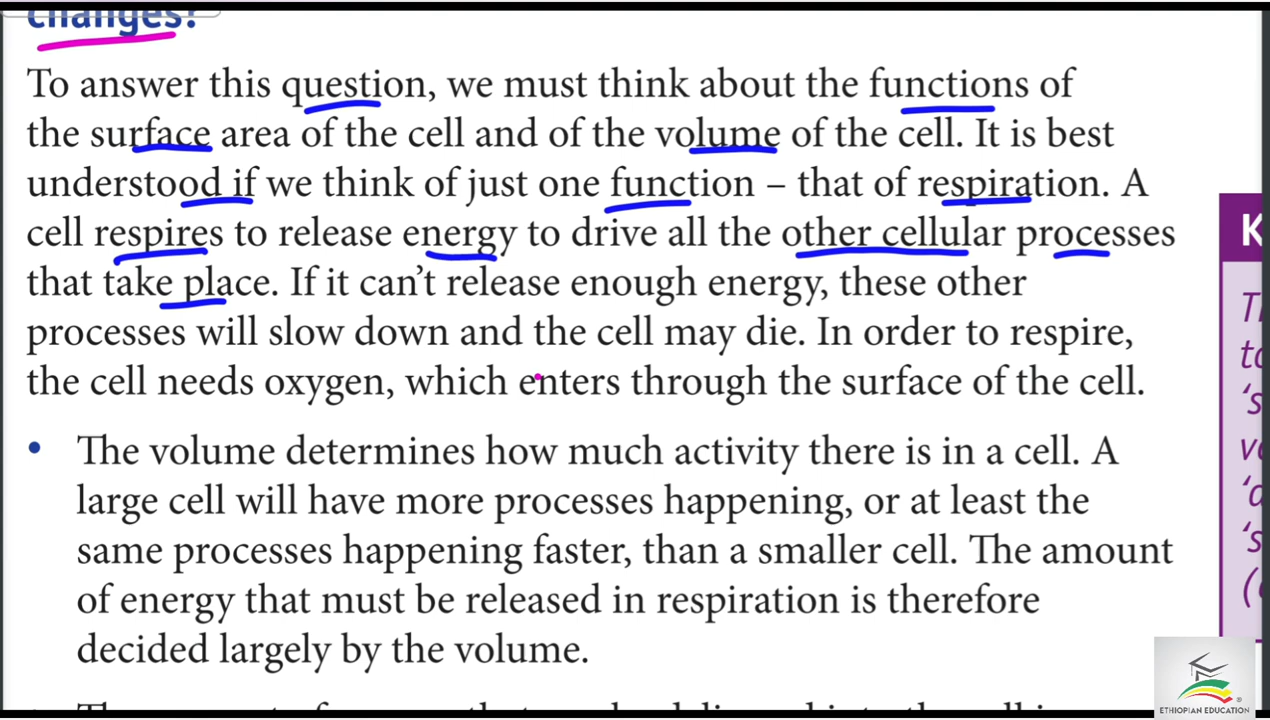 changes?
To answer this question, we must think about the functions of
the surface area of the cell and of the volume of the cell. It is best
understood if we think of just one function – that of respiration. A
cell respires to release energy to drive all the other cellular processes
that take place. If it can’t release enough energy, these other
processes will slow down and the cell may die. In order to respire,
the cell needs oxygen, which enters through the surface of the cell.
• The volume determines how much activity there is in a cell. A
large cell will have more processes happening, or at least the
same processes happening faster, than a smaller cell. The amount
of energy that must be released in respiration is therefore
decided largely by the volume.
K
to
‘s
ETHIOPIAN EDUCATION